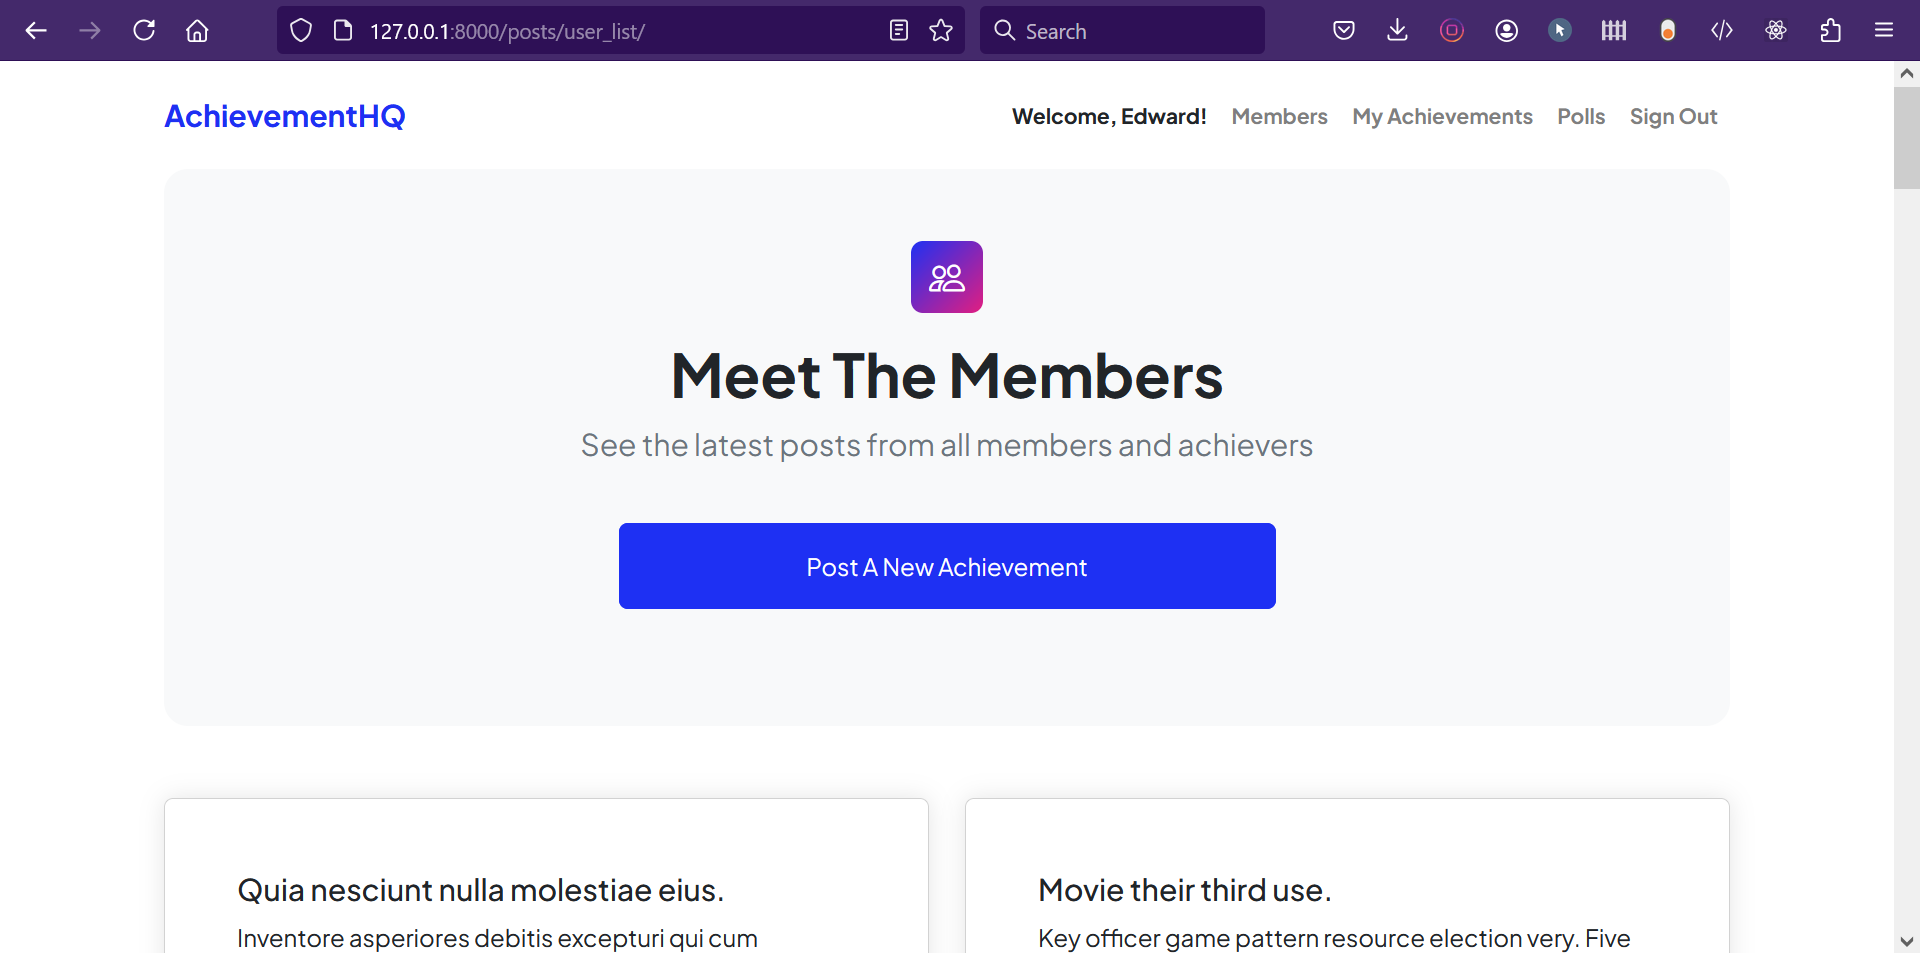 127.0.0.1:8000/posts/user_list/
Search
AchievementHQ
Welcome, Edward!
Members
My Achievements
Polls
Sign Out
Meet The Members
See the latest posts from all members and achievers
Post A New Achievement
Quia nesciunt nulla molestiae eius.
Inventore asperiores debitis excepturi qui cum
Movie their third use.
Key officer game pattern resource election very. Five